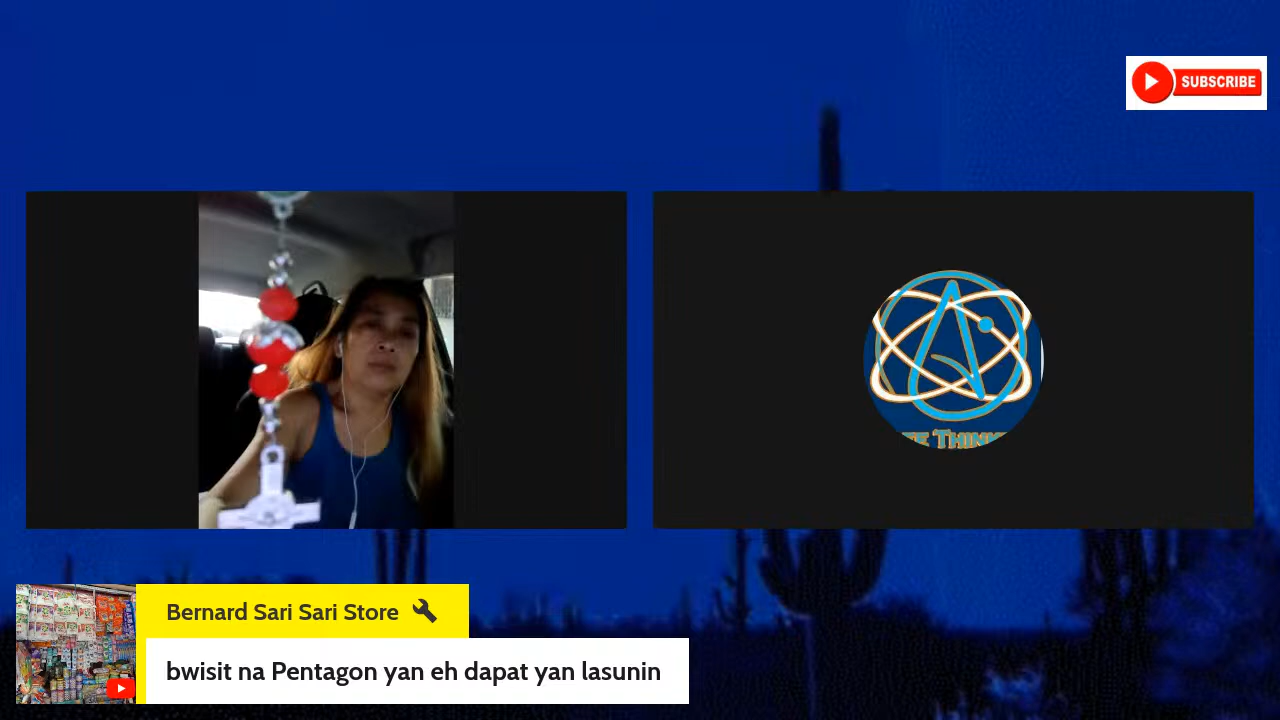 SUBSCRIBE
Bernard Sari Sari Store
bwisit na Pentagon yan eh dapat yan lasunin